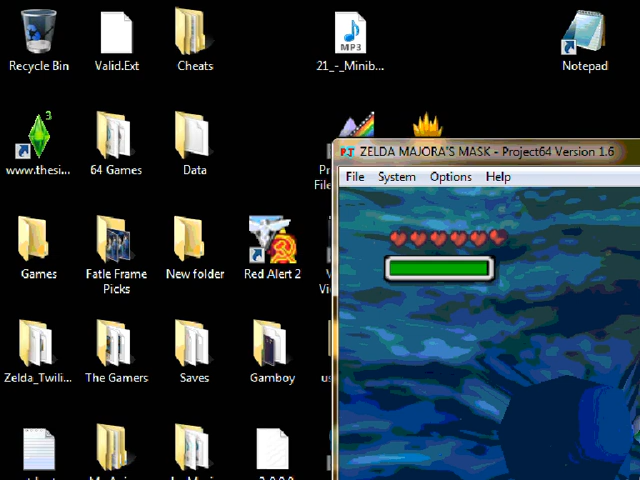 Recycle Bin
Valid.Ext
Cheats
MP3
21_-_Minib...
Notepad
3
www.thesi...
64 Games
Data
ZELDA MAJORA'S MASK - Project64 Version 1.6
File System Options Help
Games
Fatle Frame
Picks
New folder
Red Alert 2
Zelda_Twili...
The Gamers
Saves
Gamboy